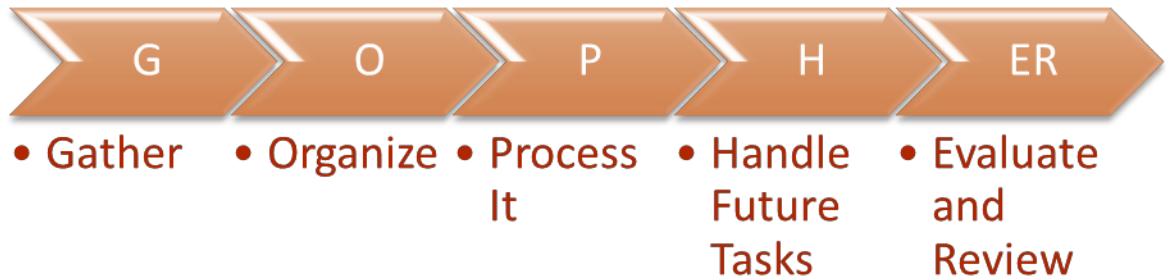 G
O
P
H
ER
• Gather
• Organize
• Process
It
• Handle
Future
Tasks
• Evaluate
and
Review